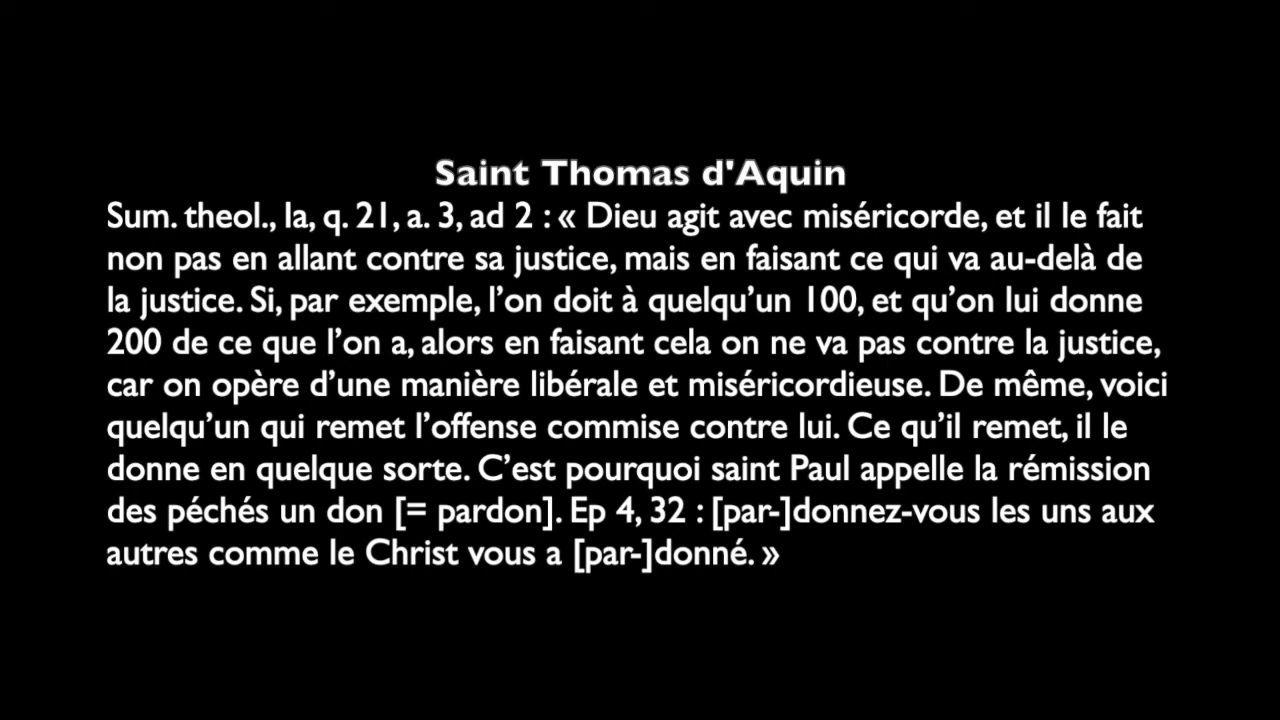 Saint Thomas d'Aquin
Sum. theol., Ia, q. 21, a. 3, ad 2 : « Dieu agit avec miséricorde, et il le fait
non pas en allant contre sa justice, mais en faisant ce qui va au-delà de
la justice. Si, par exemple, l’on doit à quelqu’un 100, et qu’on lui donne
200 de ce que l’on a, alors en faisant cela on ne va pas contre la justice,
car on opère d’une manière libérale et miséricordieuse. De même, voici
quelqu’un qui remet l’offense commise contre lui. Ce qu’il remet, il le
donne en quelque sorte. C’est pourquoi saint Paul appelle la rémission
des péchés un don [= pardon]. Ep 4, 32 : [par-]donnez-vous les uns aux
autres comme le Christ vous a [par-]donné. »